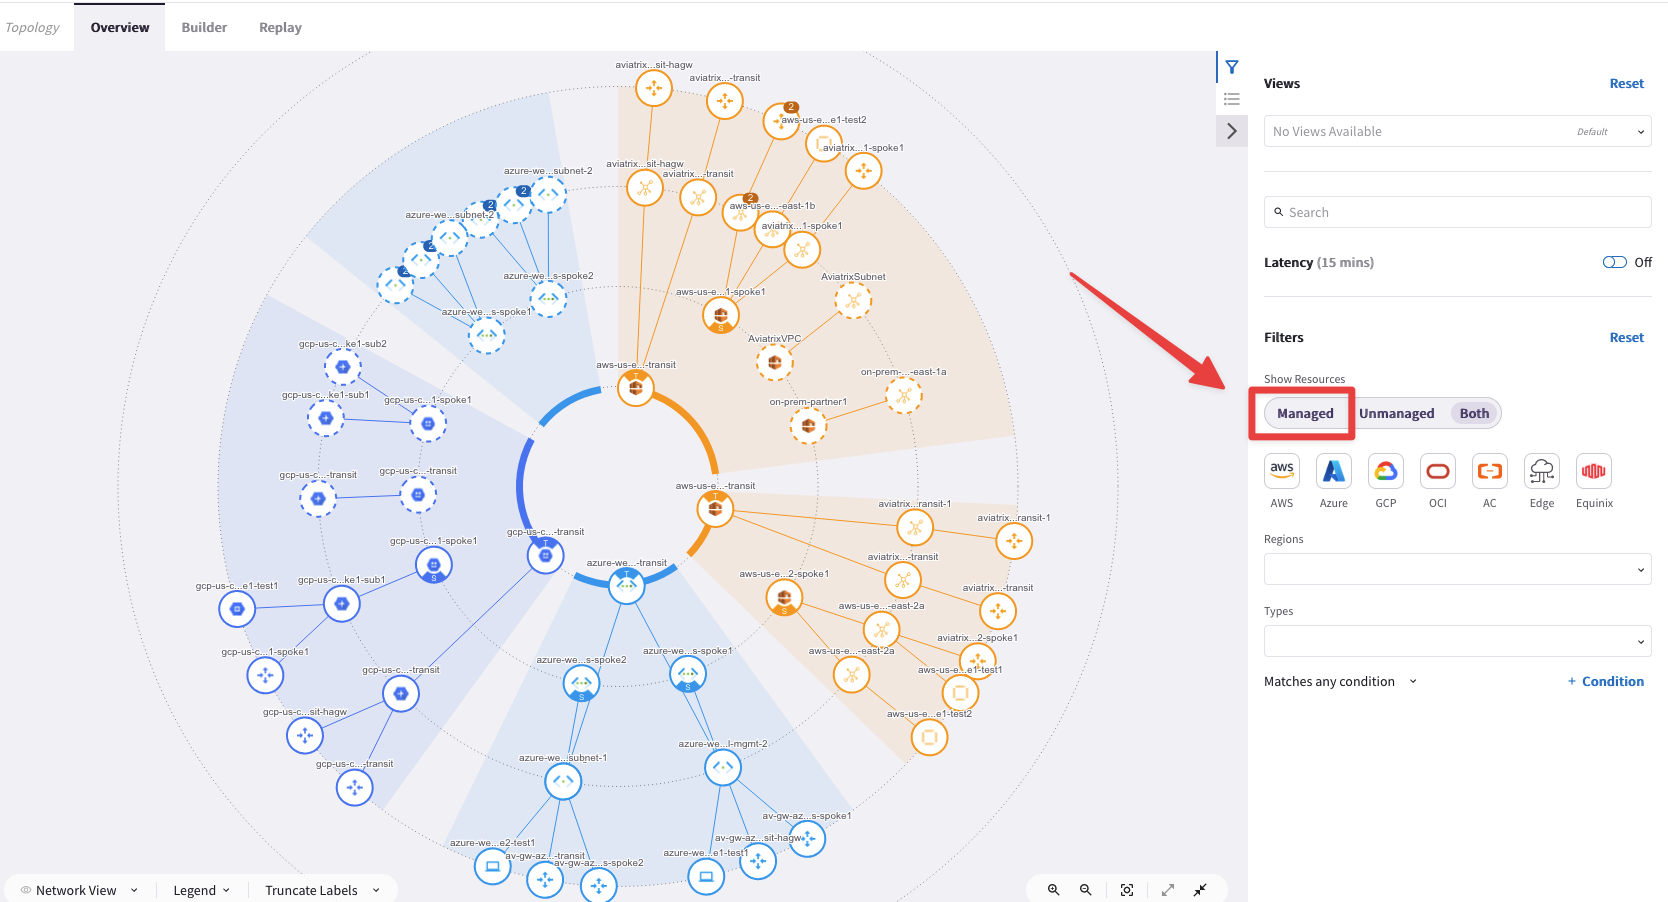 Topology
Overview
Builder
Replay
aviatrix...sit-hagw
aviatrix...-transit
2
aws-us-e...e1-test2
aviatrix...1-spoke1
aviatrix...sit-hagw
aviatrix...-transit
2
aws-us-e...-east-1b
aviatrix...1-spoke1
azure-we...subnet-2
2
2
azure-we...subnet-2
2
2
azure-we...s-spoke2
azure-we...s-spoke1
AviatrixSubnet
aws-us-e...1-spoke1
S
AviatrixVPC
aws-us-e...-transit
T
on-prem-...-east-1a
on-prem-partner1
gcp-us-c...ke1-sub2
gcp-us-c...ke1-sub1
gcp-us-c...1-spoke1
gcp-us-c...-transit
gcp-us-c...-transit
aws-us-e...-transit
T
aviatrix...ransit-1
aviatrix...ransit-1
gcp-us-c...-transit
T
gcp-us-c...1-spoke1
S
azure-we...-transit
T
aviatrix...-transit
aviatrix...-transit
aws-us-e...2-spoke1
S
gcp-us-c...e1-test1
gcp-us-c...ke1-sub1
aws-us-e...-east-2a
aviatrix...2-spoke1
gcp-us-c...1-spoke1
azure-we...s-spoke2
S
azure-we...s-spoke1
S
aws-us-e...-east-2a
aws-us-e...e1-test1
gcp-us-c...-transit
gcp-us-c...sit-hagw
aws-us-e...e1-test2
azure-we...subnet-1
azure-we...l-mgmt-2
gcp-us-c...-transit
av-gw-az...s-spoke1
azure-we...e2-test1
av-gw-az...sit-hagw
av-gw-az...-transit
azure-we...e1-test1
av-gw-az...s-spoke2
Network View
Legend
Truncate Labels
Views
Reset
No Views Available
Default
Search
Latency (15 mins)
Off
Filters
Reset
Show Resources
Managed
Unmanaged
Both
aws
AWS
Azure
GCP
OCI
AC
Edge
Equinix
Regions
Types
Matches any condition
+ Condition